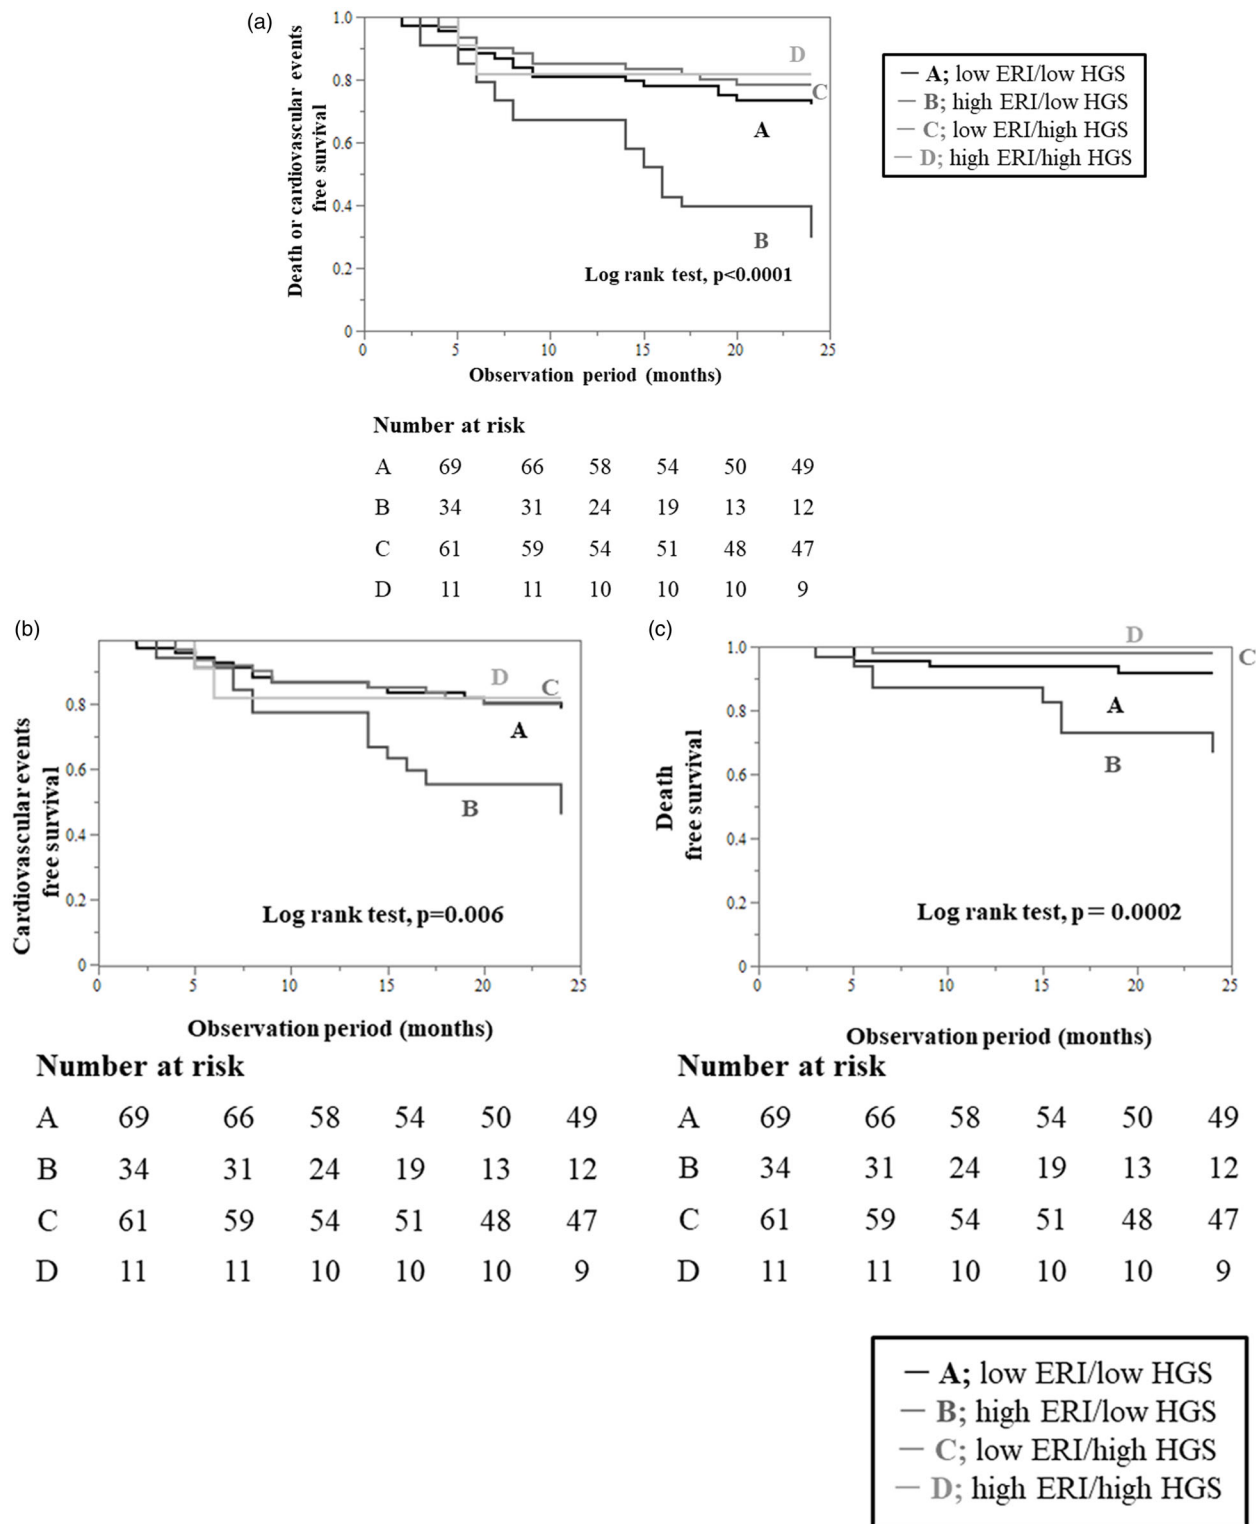 (a)
Death or cardiovascular events
free survival
1.0
0.8
0.6
0.4
0.2
0
D
C
A
B
Log rank test, p<0.0001
0 5 10 15 20 25
Observation period (months)
A; low ERI/low HGS
B; high ERI/low HGS
C; low ERI/high HGS
D; high ERI/high HGS
Number at risk
A 69 66 58 54 50 49
B 34 31 24 19 13 12
C 61 59 54 51 48 47
D 11 11 10 10 10 9
(b)
Cardiovascular events
free survival
0.8
0.6
0.4
0.2
0
D
C
A
B
Log rank test, p=0.006
0 5 10 15 20 25
Observation period (months)
Number at risk
A 69 66 58 54 50 49
B 34 31 24 19 13 12
C 61 59 54 51 48 47
D 11 11 10 10 10 9
(c)
Death
free survival
1.0
0.8
0.6
0.4
0.2
0
D
C
A
B
Log rank test, p = 0.0002
0 5 10 15 20 25
Observation period (months)
Number at risk
A 69 66 58 54 50 49
B 34 31 24 19 13 12
C 61 59 54 51 48 47
D 11 11 10 10 10 9
A; low ERI/low HGS
B; high ERI/low HGS
C; low ERI/high HGS
D; high ERI/high HGS